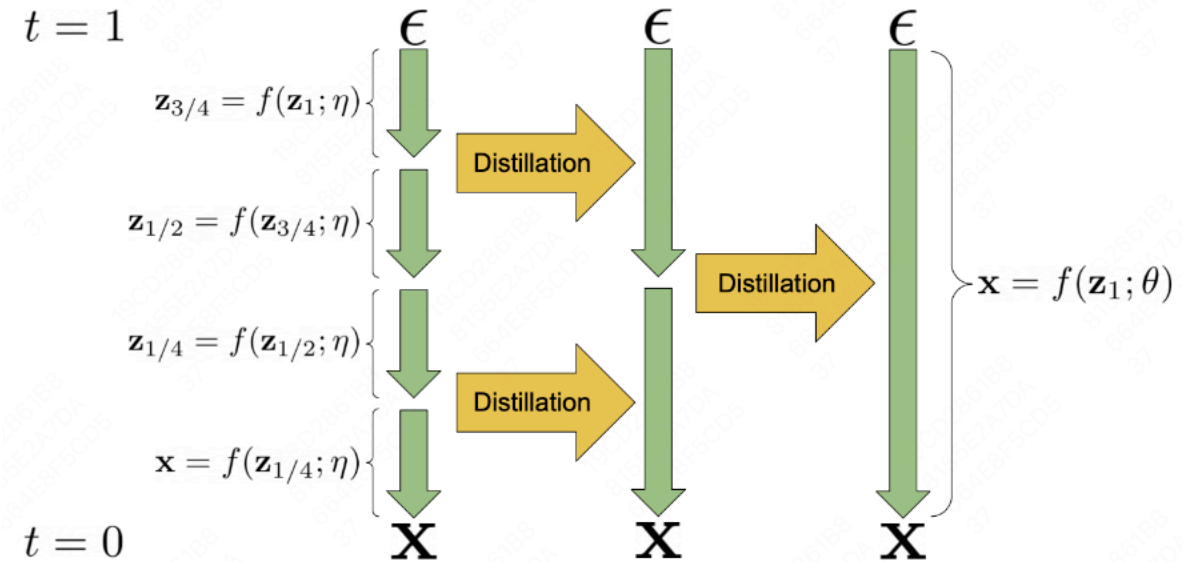 t = 1
ϵ
ϵ
ϵ
z_{3/4} = f(z_1; η)
Distillation
z_{1/2} = f(z_{3/4}; η)
Distillation
x = f(z_1; θ)
z_{1/4} = f(z_{1/2}; η)
Distillation
x = f(z_{1/4}; η)
t = 0
x
x
x